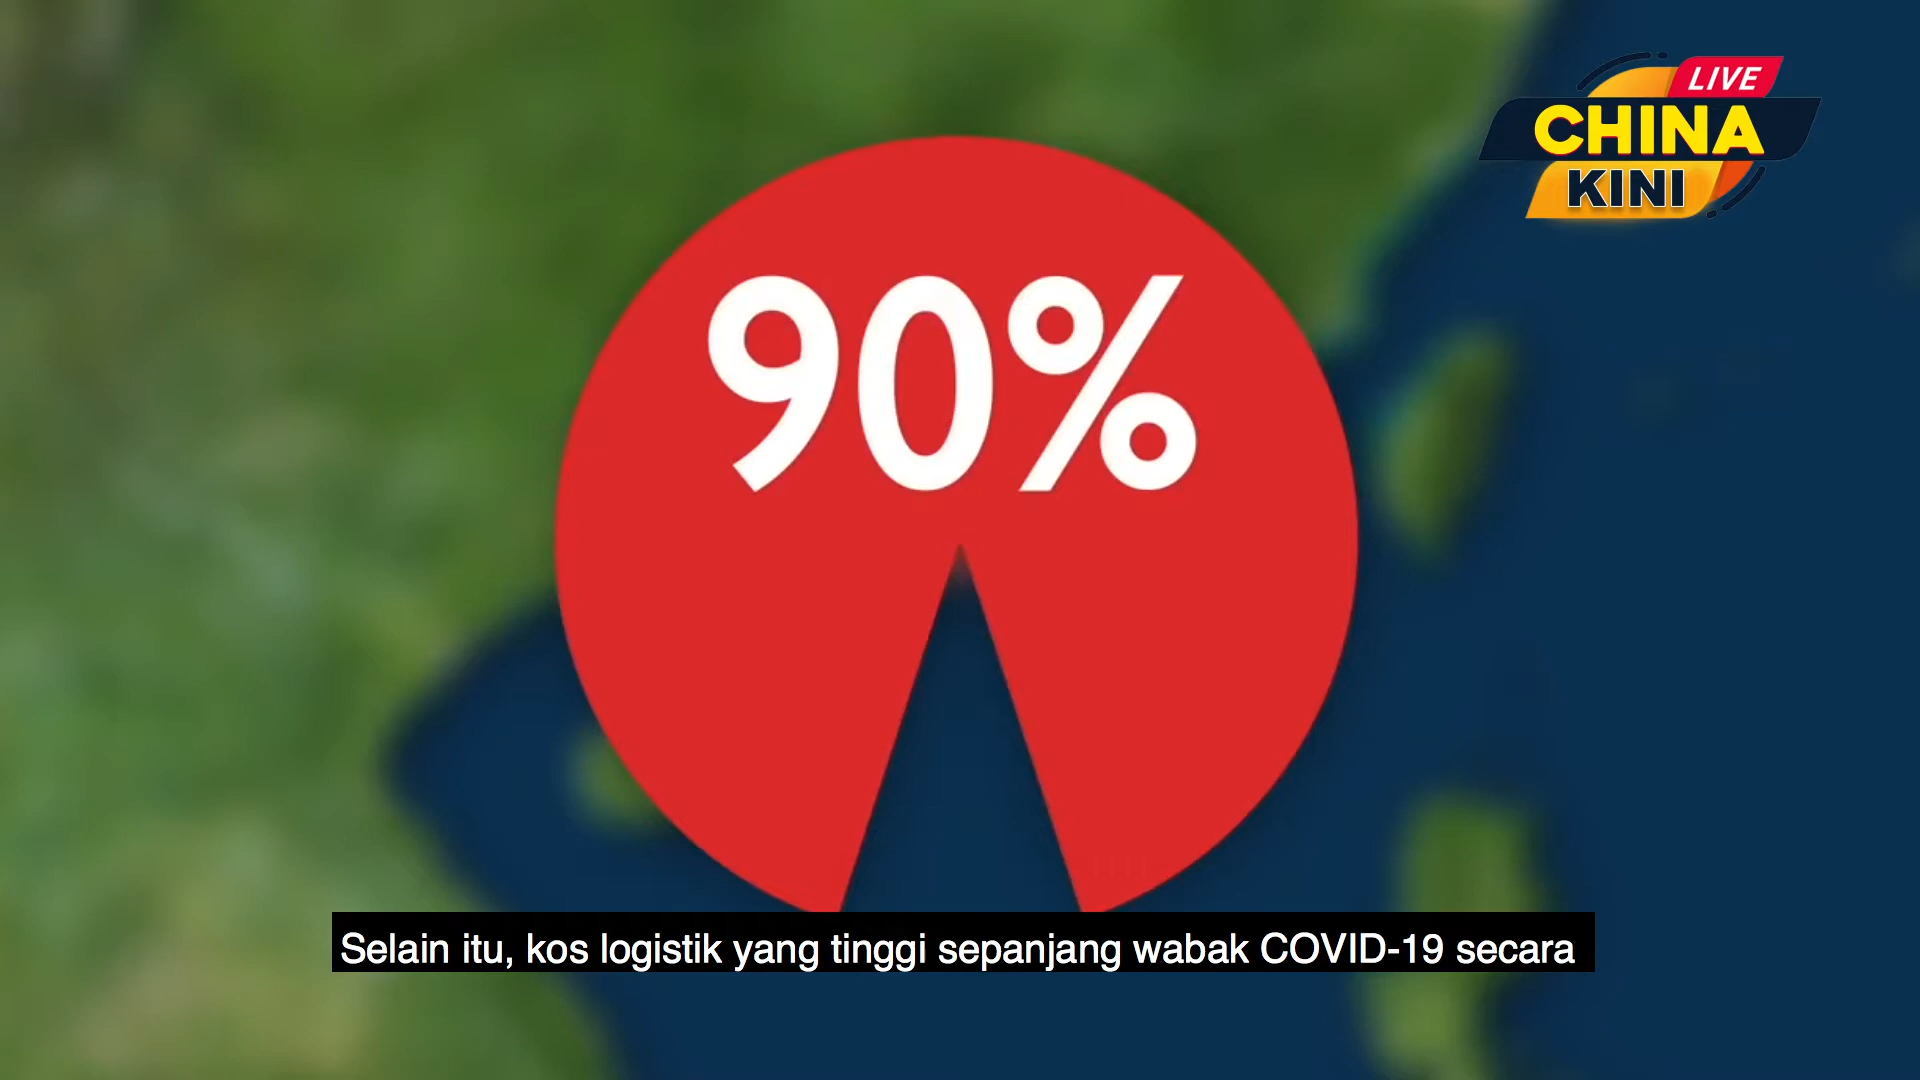 LIVE
CHINA
KINI
90%
Selain itu, kos logistik yang tinggi sepanjang wabak COVID-19 secara